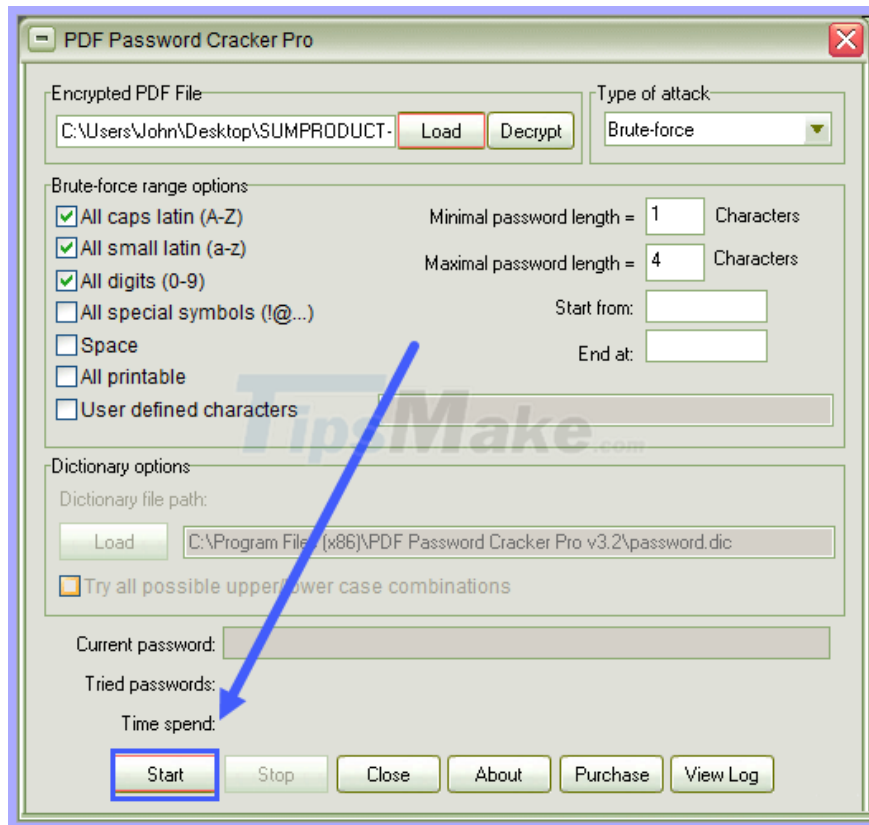 PDF Password Cracker Pro
Encrypted PDF File
C:\Users\John\Desktop\SUMPRODUCT-
Load
Decrypt
Type of attack
Brute-force
Brute-force range options
All caps latin (A-Z)
All small latin (a-z)
All digits (0-9)
All special symbols (!@...)
Space
All printable
User defined characters
Minimal password length = 1 Characters
Maximal password length = 4 Characters
Start from:
End at:
TipsMake.com
Dictionary options
Dictionary file path:
Load
C:\Program Files (x86)\PDF Password Cracker Pro v3.2\password.dic
Try all possible upper/lower case combinations
Current password:
Tried passwords:
Time spend:
Start
Stop
Close
About
Purchase
View Log